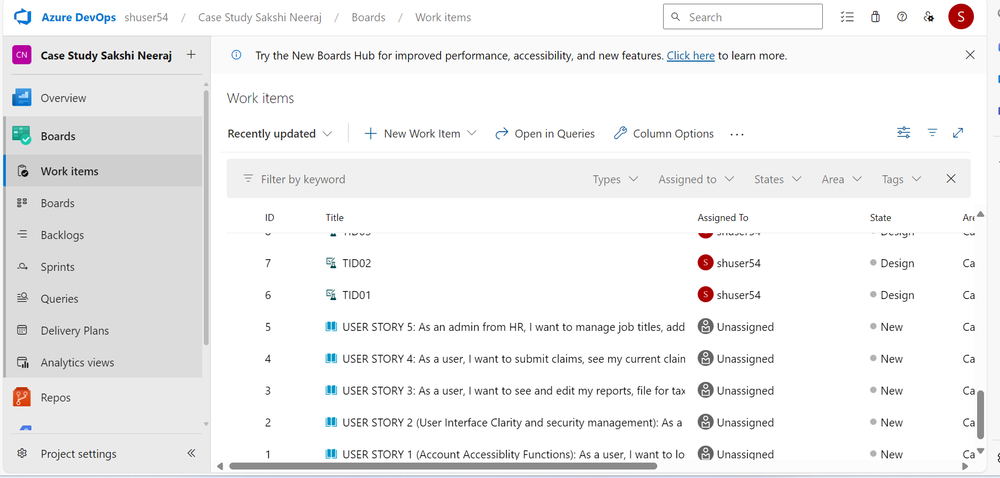 Azure DevOps shuser54 / Case Study Sakshi Neeraj / Boards / Work items
Search
S
CN Case Study Sakshi Neeraj +
Try the New Boards Hub for improved performance, accessibility, and new features. Click here to learn more.
Overview
Boards
Work items
Boards
Backlogs
Sprints
Queries
Delivery Plans
Analytics views
Repos
Project settings
Work items
Recently updated
New Work Item
Open in Queries
Column Options
...
Filter by keyword
Types
Assigned to
States
Area
Tags
ID Title Assigned To State Are
shuser54 Design Ca
7 TID02 S shuser54 Design Ca
6 TID01 S shuser54 Design Ca
5 USER STORY 5: As an admin from HR, I want to manage job titles, add Unassigned New Ca
4 USER STORY 4: As a user, I want to submit claims, see my current clain Unassigned New Ca
3 USER STORY 3: As a user, I want to see and edit my reports, file for tax Unassigned New Ca
2 USER STORY 2 (User Interface Clarity and security management): As a Unassigned New Ca
1 USER STORY 1 (Account Accessiblity Functions): As a user, I want to lo Unassigned New Ca